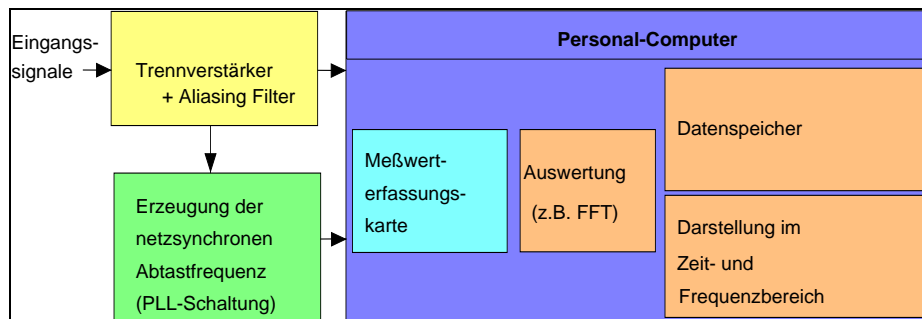 Eingangs-
signale
Trennverstärker
+ Aliasing Filter
Erzeugung der
netzsynchronen
Abtastfrequenz
(PLL-Schaltung)
Personal-Computer
Meßwert-
erfassungs-
karte
Auswertung
(z.B. FFT)
Datenspeicher
Darstellung im
Zeit- und
Frequenzbereich